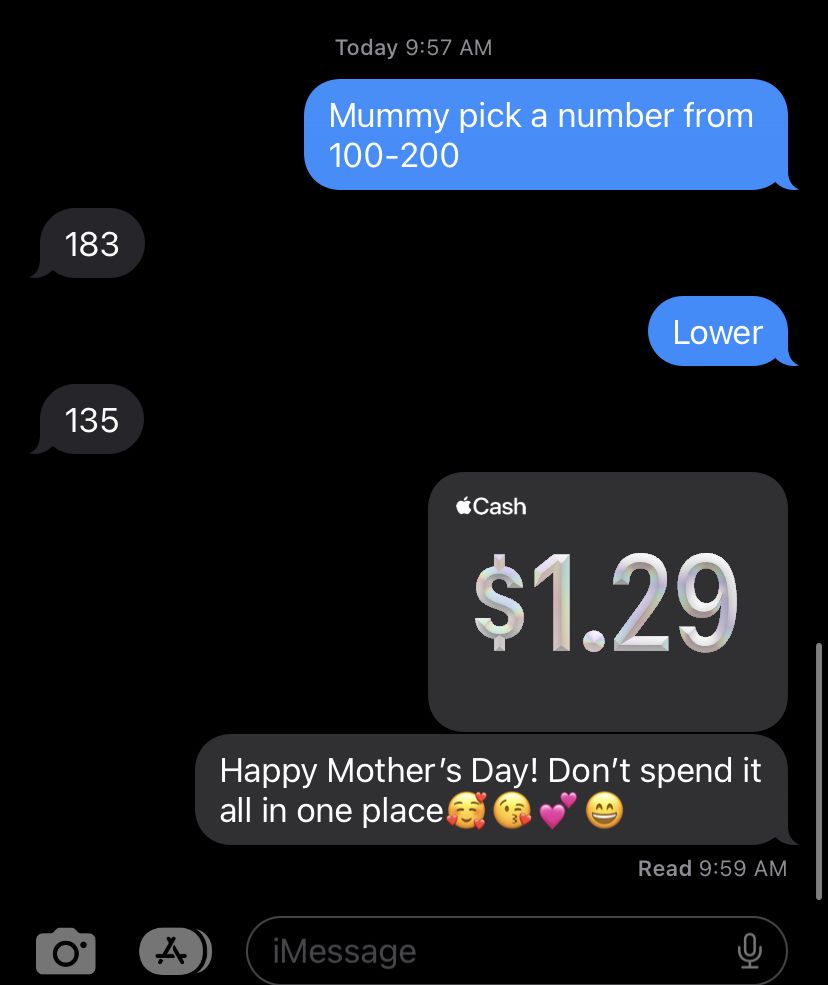 Today 9:57 AM
Mummy pick a number from
100-200
183
Lower
135
Cash
$1.29
Happy Mother's Day! Don't spend it
all in one place🥰😘💕😄
Read 9:59 AM
iMessage